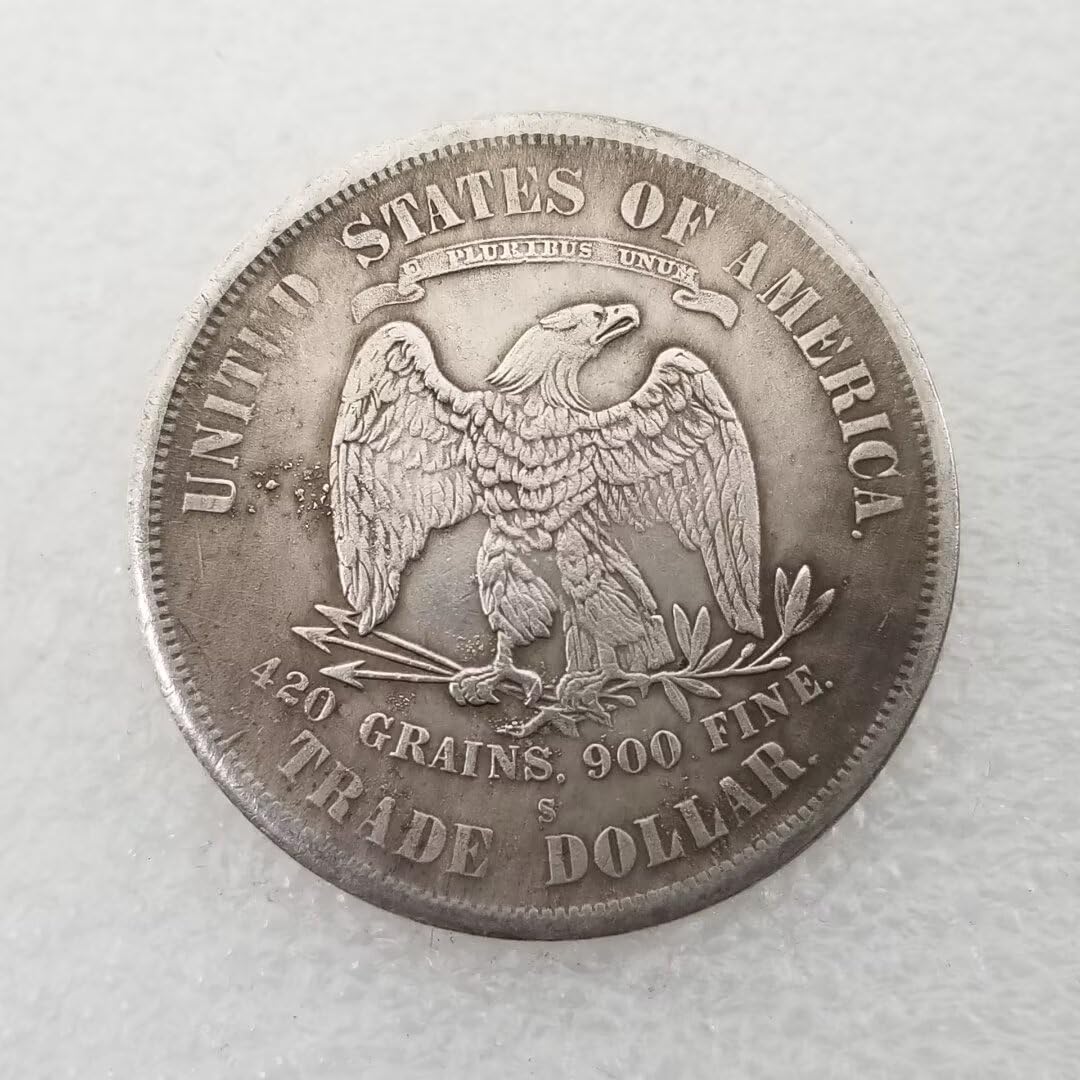 UNITED STATES OF AMERICA.
E PLURIBUS UNUM
420 GRAINS, 900 FINE.
S
TRADE DOLLAR.